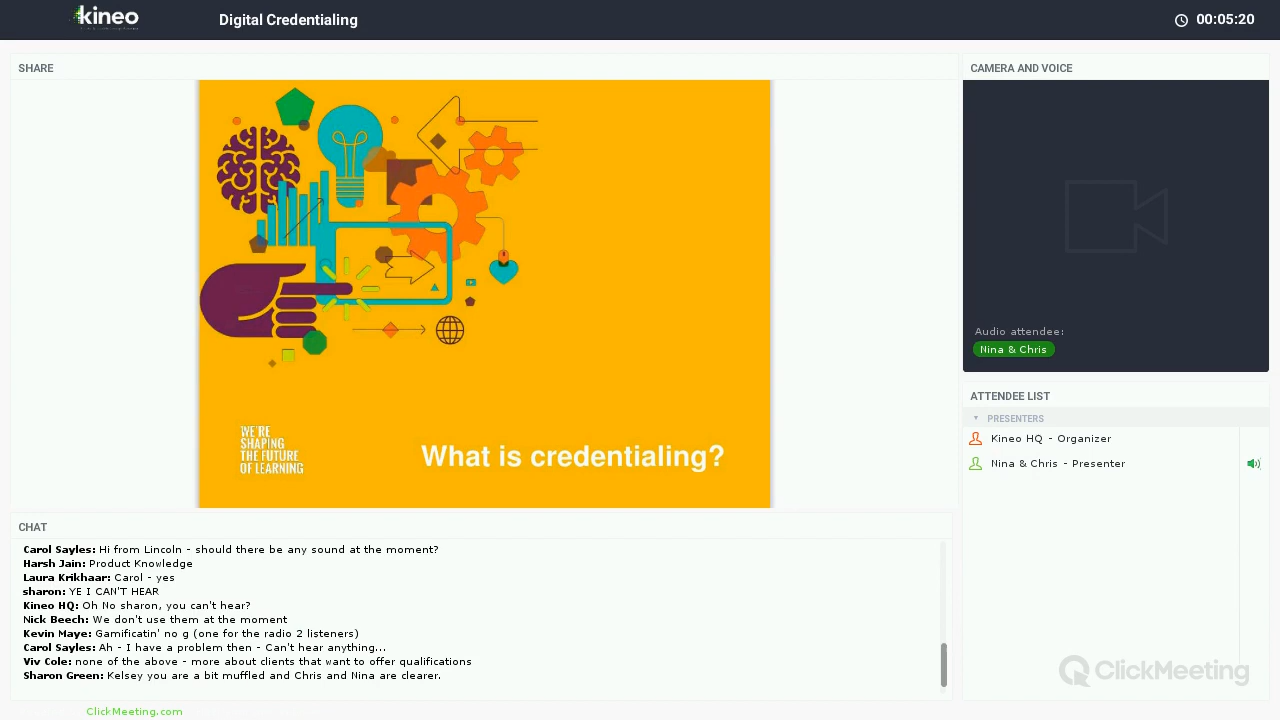 kineo
Digital Credentialing
00:05:20
SHARE
WE'RE
SHAPING
THE FUTURE
OF LEARNING
What is credentialing?
CAMERA AND VOICE
Audio attendee:
Nina & Chris
ATTENDEE LIST
PRESENTERS
Kineo HQ - Organizer
Nina & Chris - Presenter
CHAT
Carol Sayles: Hi from Lincoln - should there be any sound at the moment?
Harsh Jain: Product Knowledge
Laura Krikhaar: Carol - yes
sharon: YE I CAN'T HEAR
Kineo HQ: Oh No sharon, you can't hear?
Nick Beech: We don't use them at the moment
Kevin Maye: Gamificatin' no g (one for the radio 2 listeners)
Carol Sayles: Ah - I have a problem then - Can't hear anything...
Viv Cole: none of the above - more about clients that want to offer qualifications
Sharon Green: Kelsey you are a bit muffled and Chris and Nina are clearer.
ClickMeeting
ClickMeeting.com